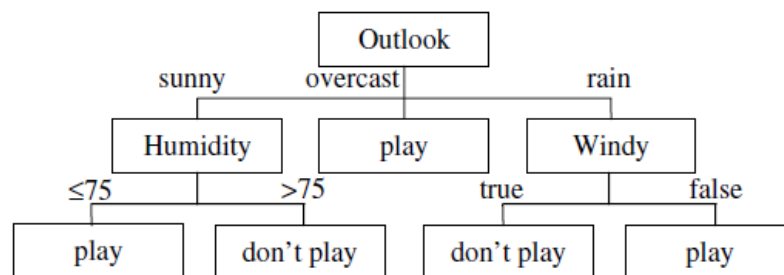 Outlook
sunny overcast rain
Humidity play Windy
≤75 >75 true false
play don't play don't play play